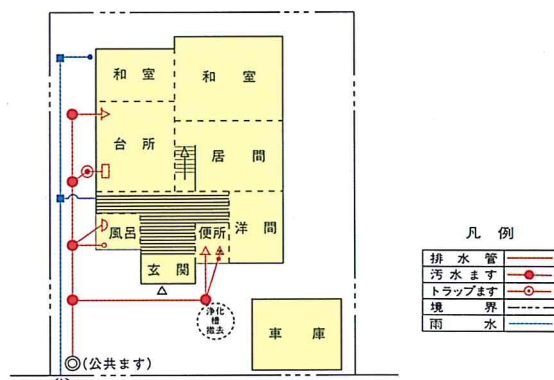 和室
和室
台所
居間
風呂
便所
洋間
玄関
浄化
槽
撤去
車庫
(公共ます)
凡例
排水管
汚水ます
トラップます
境界
雨水